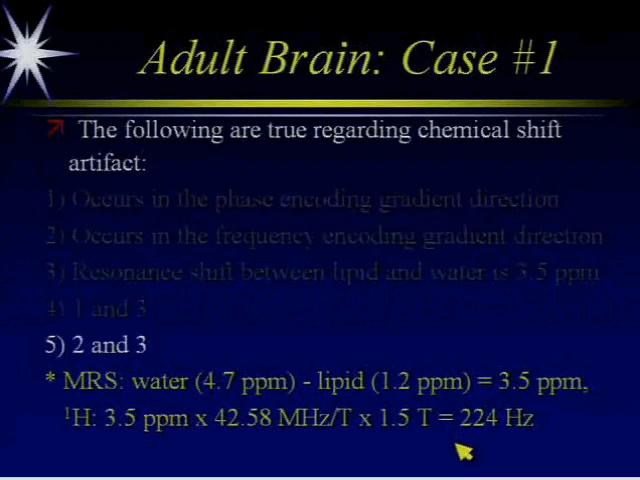 Adult Brain: Case #1
The following are true regarding chemical shift
artifact:
1) Occurs in the phase encoding gradient direction
2) Occurs in the frequency encoding gradient direction
3) Resonance shift between lipid and water is 3.5 ppm
4) 1 and 3
5) 2 and 3
* MRS: water (4.7 ppm) - lipid (1.2 ppm) = 3.5 ppm,
¹H: 3.5 ppm x 42.58 MHz/T x 1.5 T = 224 Hz